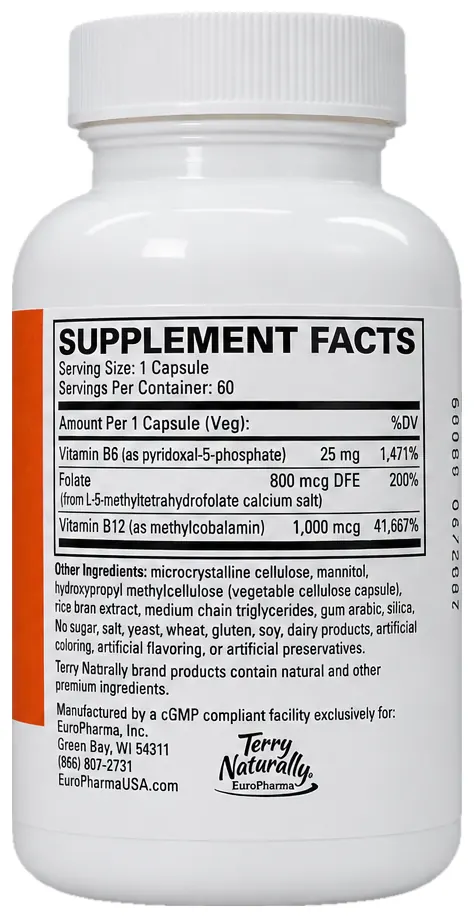 SUPPLEMENT FACTS
Serving Size: 1 Capsule
Servings Per Container: 60
Amount Per 1 Capsule (Veg): %DV
Vitamin B6 (as pyridoxal-5-phosphate) 25 mg 1,471%
Folate 800 mcg DFE 200%
(from L-5-methyltetrahydrofolate calcium salt)
Vitamin B12 (as methylcobalamin) 1,000 mcg 41,667%
Other Ingredients: microcrystalline cellulose, mannitol,
hydroxypropyl methylcellulose (vegetable cellulose capsule),
rice bran extract, medium chain triglycerides, gum arabic, silica,
No sugar, salt, yeast, wheat, gluten, soy, dairy products, artificial
coloring, artificial flavoring, or artificial preservatives.
Terry Naturally brand products contain natural and other
premium ingredients.
Manufactured by a cGMP compliant facility exclusively for:
EuroPharma, Inc.
Green Bay, WI 54311
(866) 807-2731
EuroPharmaUSA.com
Terry
Naturally®
EuroPharma